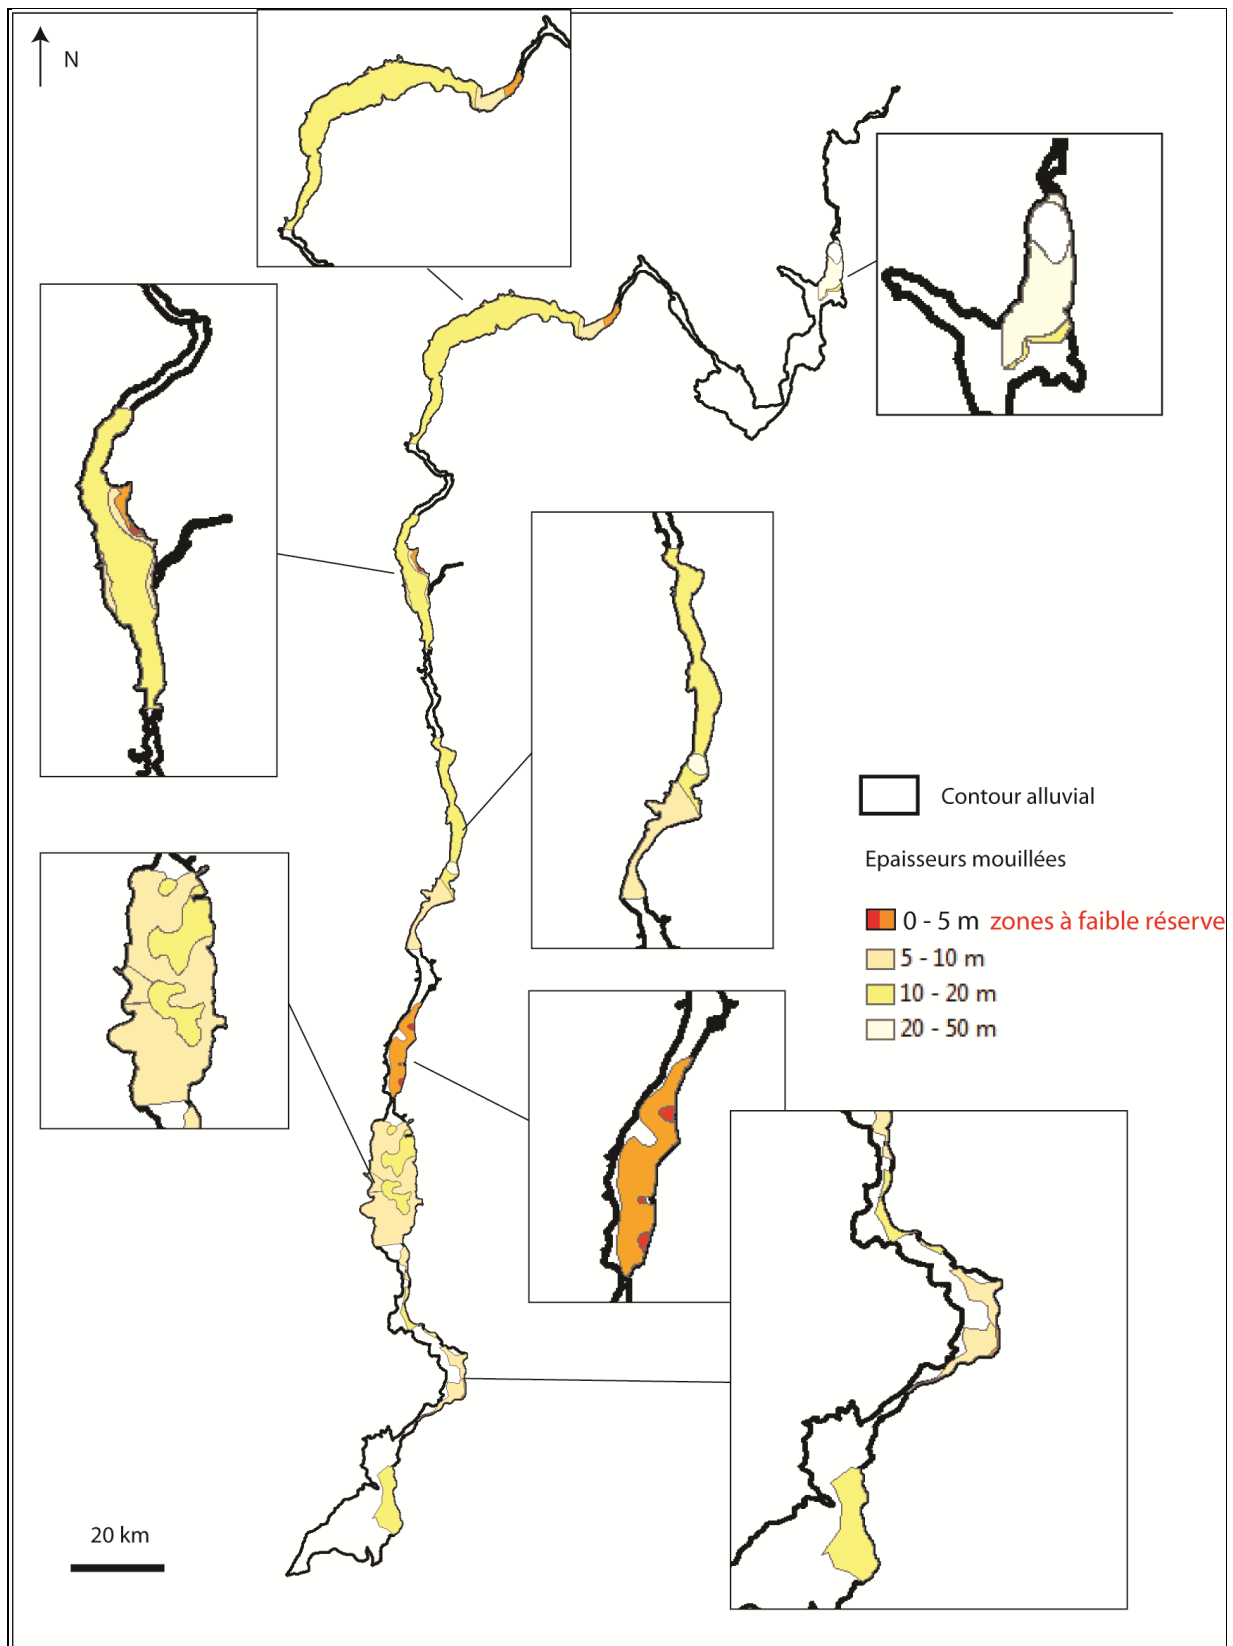 N
Contour alluvial
Epaisseurs mouillées
0 - 5 m zones à faible réserve
5 - 10 m
10 - 20 m
20 - 50 m
20 km